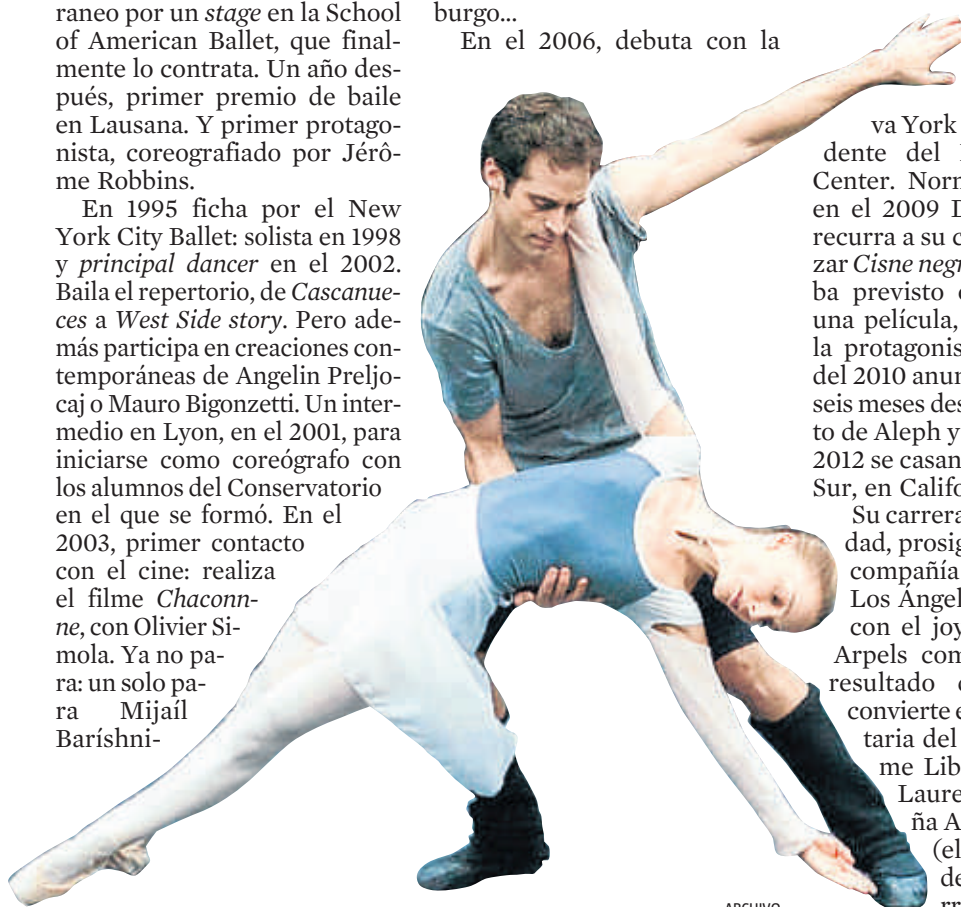 raneo por un stage en la School
of American Ballet, que final-
mente lo contrata. Un año des-
pués, primer premio de baile
en Lausana. Y primer protago-
nista, coreografiado por Jérô-
me Robbins.
En 1995 ficha por el New
York City Ballet: solista en 1998
y principal dancer en el 2002.
Baila el repertorio, de Cascanue-
ces a West Side story. Pero ade-
más participa en creaciones con-
temporáneas de Angelin Preljo-
caj o Mauro Bigonzetti. Un inter-
medio en Lyon, en el 2001, para
iniciarse como coreógrafo con
los alumnos del Conservatorio
en el que se formó. En el
2003, primer contacto
con el cine: realiza
el filme Chaconn-
ne, con Olivier Si-
mola. Ya no pa-
ra: un solo pa-
ra Mijaíl
Baríshni-
burgo...
En el 2006, debuta con la
va York
dente del
Center. Norm
en el 2009 D
recurra a su c
zar Cisne negr
ba previsto
una película,
la protagonis
del 2010 anun
seis meses des
to de Aleph y
2012 se casan
Sur, en Califo
Su carrera
dad, prosig
compañía
Los Ángel
con el joy
Arpels com
resultado
convierte e
taria del
me Lib
Laure
ña A
(el
de
rr
ARCHIVO